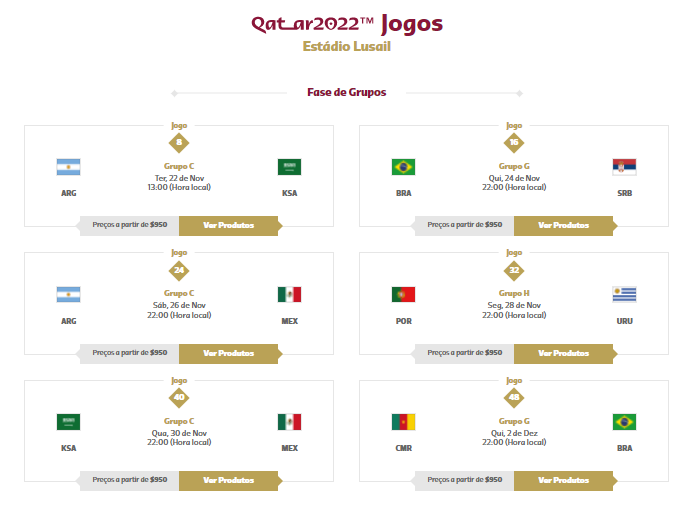 Qatar2022™ Jogos
Estádio Lusail
Fase de Grupos
Jogo
8
Grupo C
Ter, 22 de Nov
13:00 (Hora local)
ARG
KSA
Preços a partir de $950
Ver Produtos
Jogo
16
Grupo G
Qui, 24 de Nov
22:00 (Hora local)
BRA
SRB
Preços a partir de $950
Ver Produtos
Jogo
24
Grupo C
Sáb, 26 de Nov
22:00 (Hora local)
ARG
MEX
Preços a partir de $950
Ver Produtos
Jogo
32
Grupo H
Seg, 28 de Nov
22:00 (Hora local)
POR
URU
Preços a partir de $950
Ver Produtos
Jogo
40
Grupo C
Qua, 30 de Nov
22:00 (Hora local)
KSA
MEX
Preços a partir de $950
Ver Produtos
Jogo
48
Grupo G
Qui, 2 de Dez
22:00 (Hora local)
CMR
BRA
Preços a partir de $950
Ver Produtos